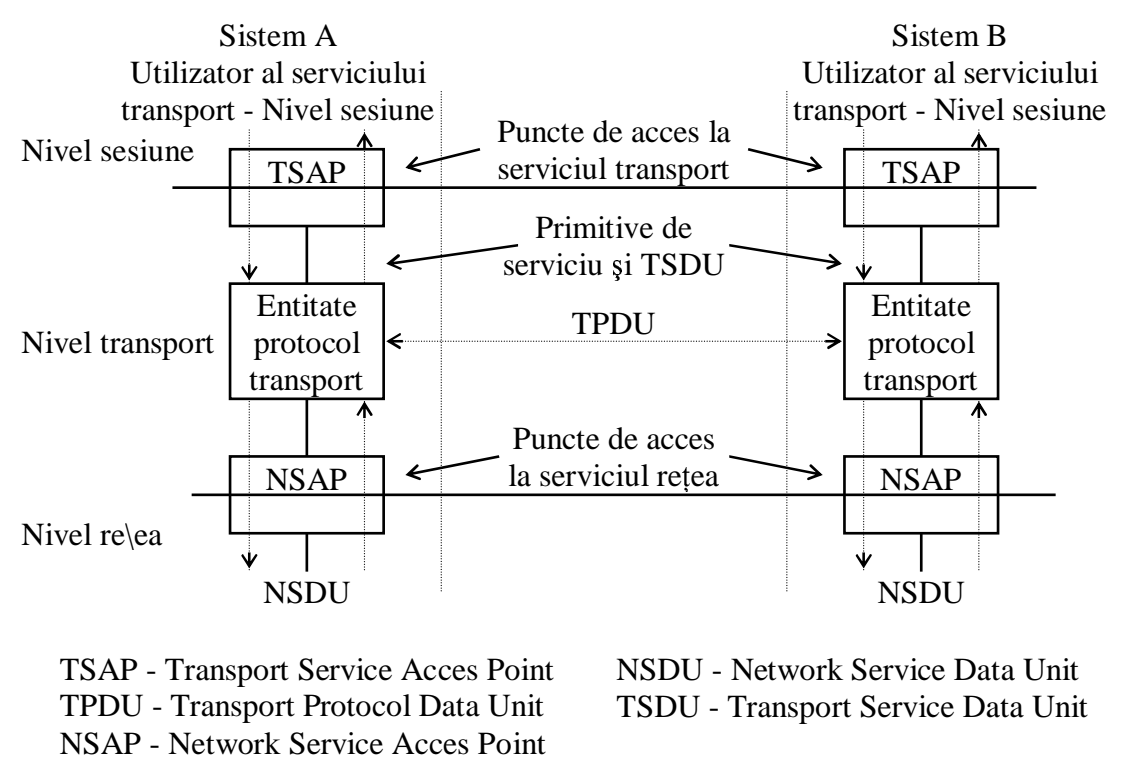 Sistem A
Utilizator al serviciului
transport - Nivel sesiune
Sistem B
Utilizator al serviciului
transport - Nivel sesiune
Nivel sesiune
TSAP
Puncte de acces la
serviciul transport
TSAP
Primitive de
serviciu şi TSDU
Nivel transport
Entitate
protocol
transport
TPDU
Entitate
protocol
transport
Puncte de acces
la serviciul rețea
NSAP
NSAP
Nivel re\ea
NSDU
NSDU
TSAP - Transport Service Acces Point
TPDU - Transport Protocol Data Unit
NSAP - Network Service Acces Point
NSDU - Network Service Data Unit
TSDU - Transport Service Data Unit